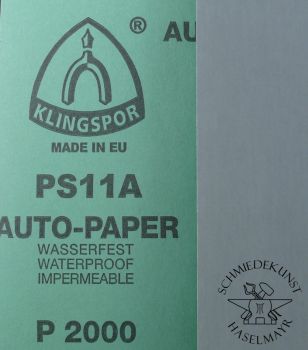 AU
®
KLINGSPOR
MADE IN EU
PS11A
AUTO-PAPER
WASSERFEST
WATERPROOF
IMPERMEABLE
P 2000
SCHMIEDEKUNST
HASELMAYR